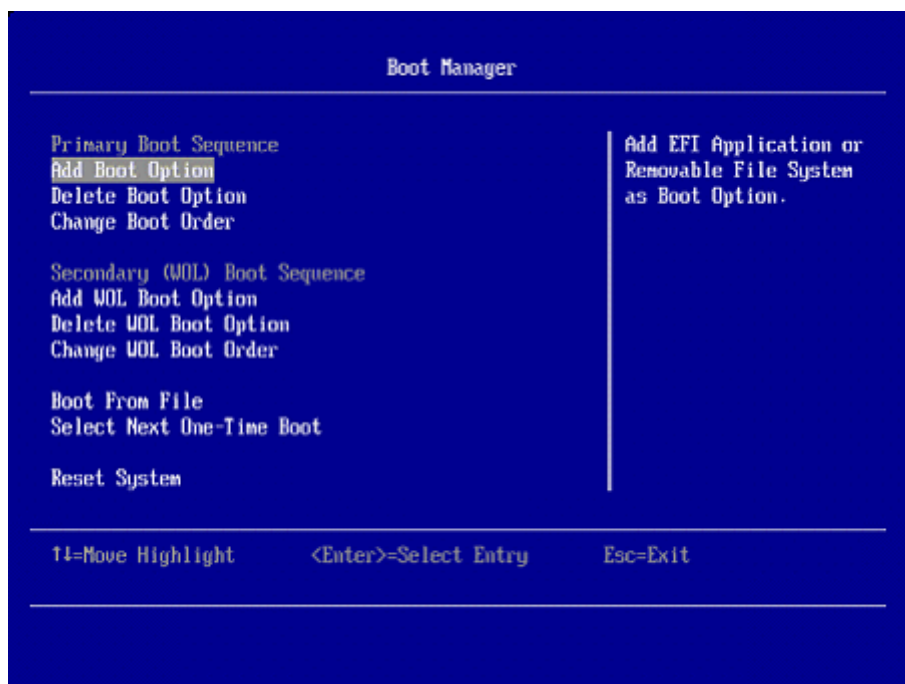 Boot Manager
Primary Boot Sequence
Add Boot Option
Delete Boot Option
Change Boot Order
Secondary (WOL) Boot Sequence
Add WOL Boot Option
Delete WOL Boot Option
Change WOL Boot Order
Boot From File
Select Next One-Time Boot
Reset System
Add EFI Application or
Removable File System
as Boot Option.
↑↓=Move Highlight <Enter>=Select Entry Esc=Exit